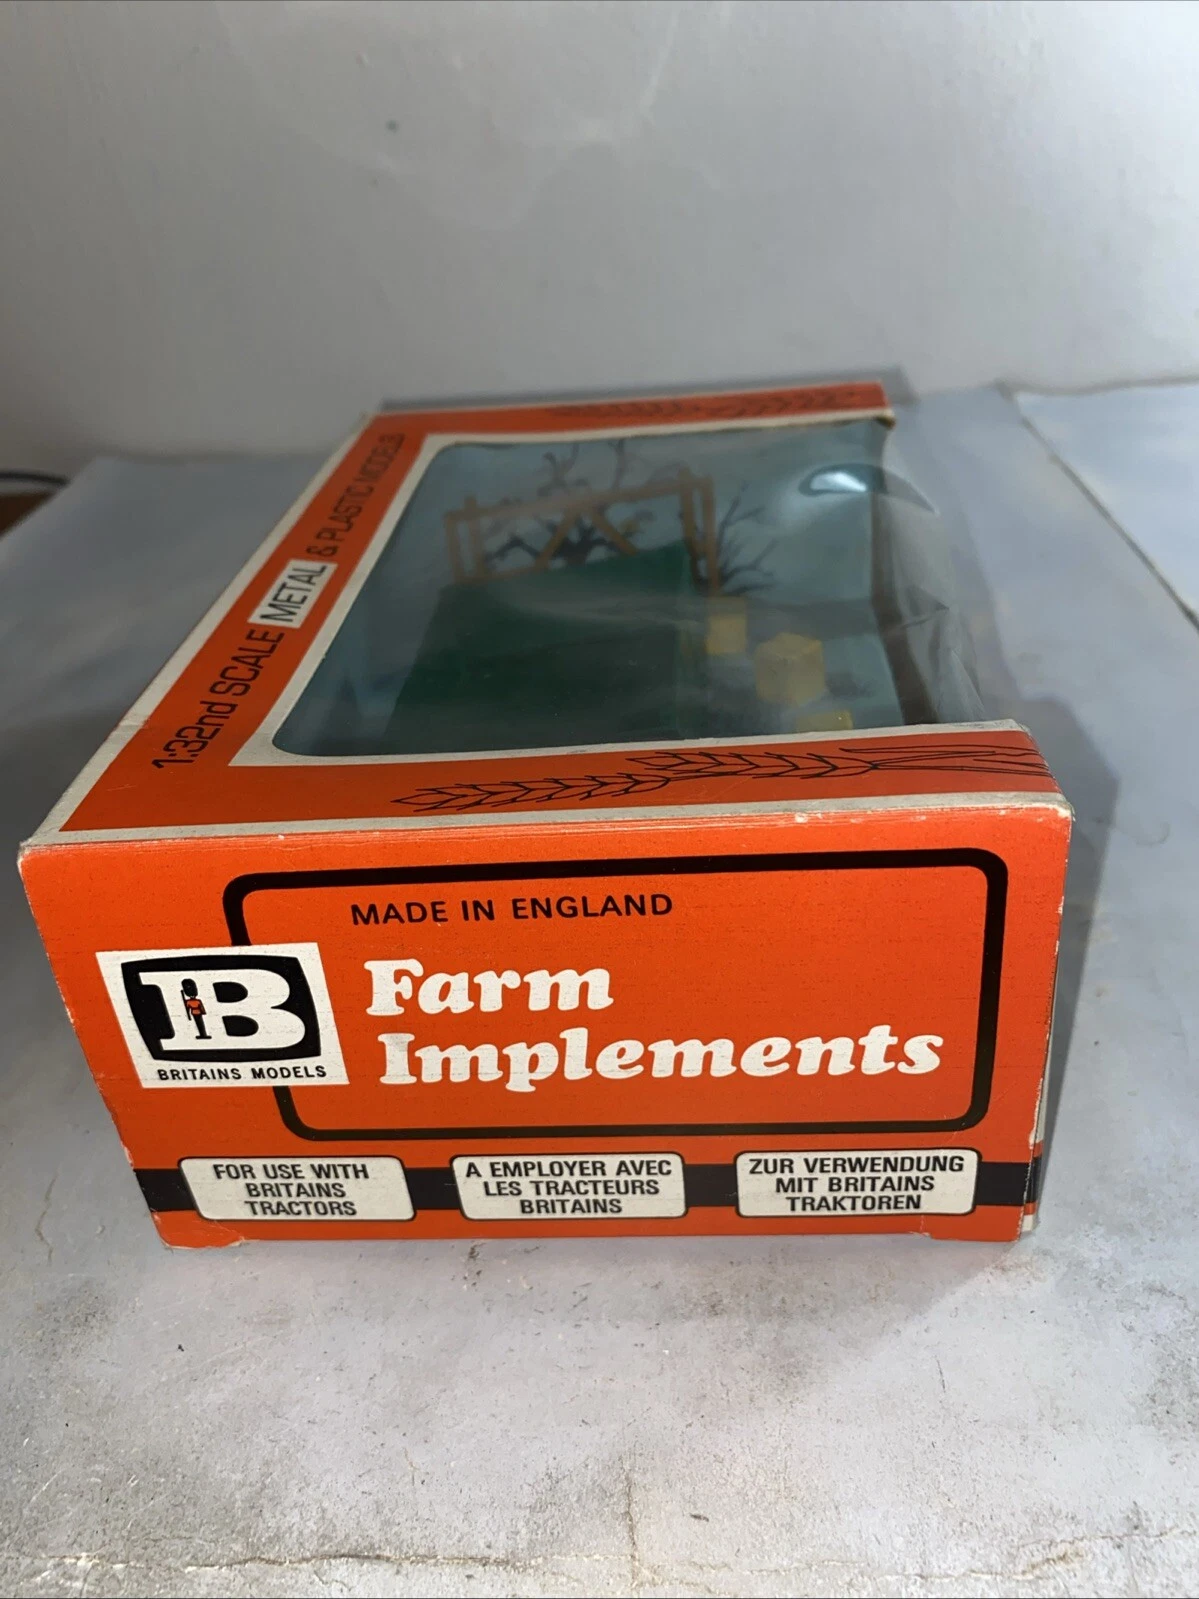 1:32nd SCALE METAL & PLASTIC MODELS
MADE IN ENGLAND
Farm
Implements
B
BRITAINS MODELS
FOR USE WITH
BRITAINS
TRACTORS
A EMPLOYER AVEC
LES TRACTEURS
BRITAINS
ZUR VERWENDUNG
MIT BRITAINS
TRAKTOREN